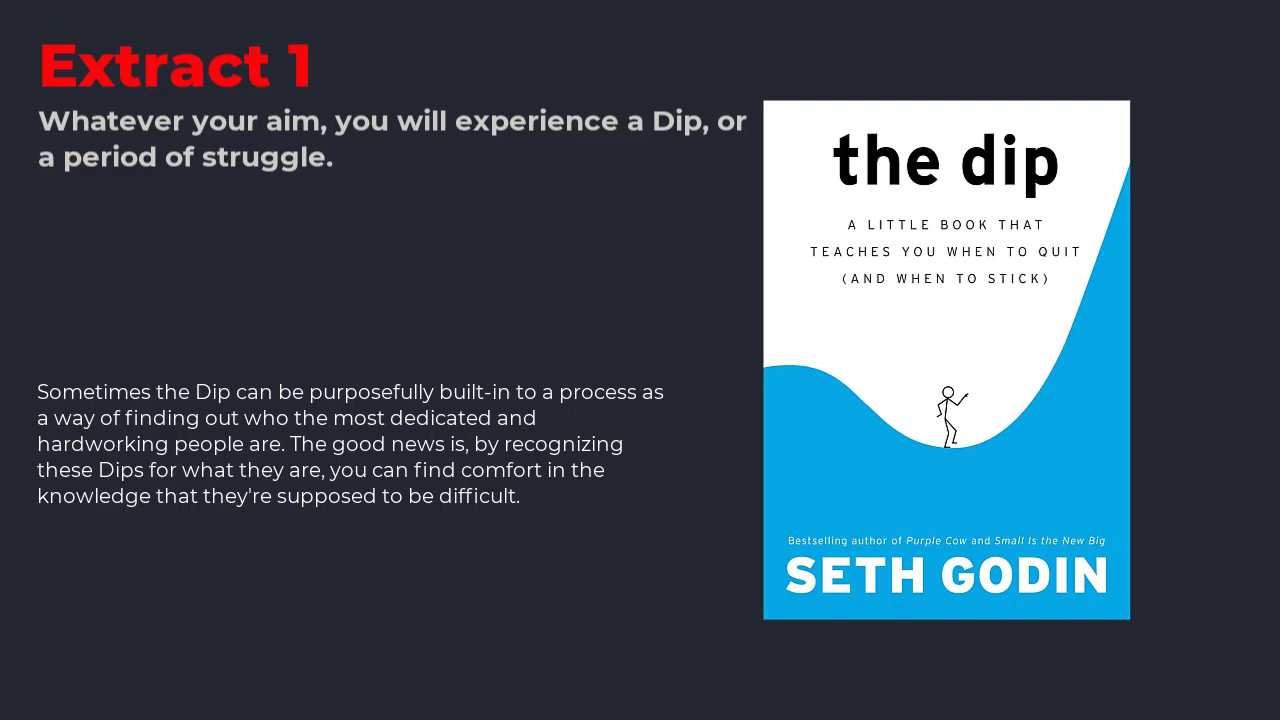 Extract 1
Whatever your aim, you will experience a Dip, or
a period of struggle.
Sometimes the Dip can be purposefully built-in to a process as
a way of finding out who the most dedicated and
hardworking people are. The good news is, by recognizing
these Dips for what they are, you can find comfort in the
knowledge that they're supposed to be difficult.
the dip
A LITTLE BOOK THAT
TEACHES YOU WHEN TO QUIT
(AND WHEN TO STICK)
Bestselling author of Purple Cow and Small Is the New Big
SETH GODIN